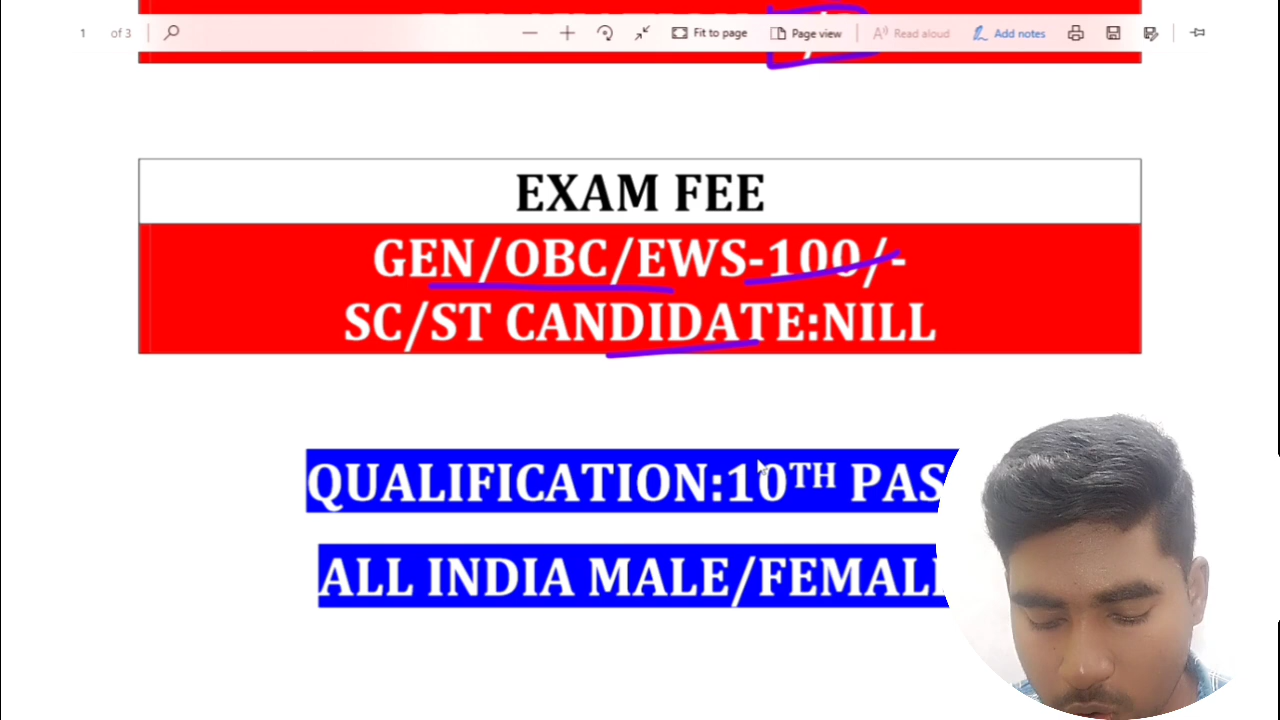 1 of 3
Fit to page
Page view
Read aloud
Add notes
EXAM FEE
GEN/OBC/EWS-100/-
SC/ST CANDIDATE:NILL
QUALIFICATION:10TH PAS
ALL INDIA MALE/FEMAL